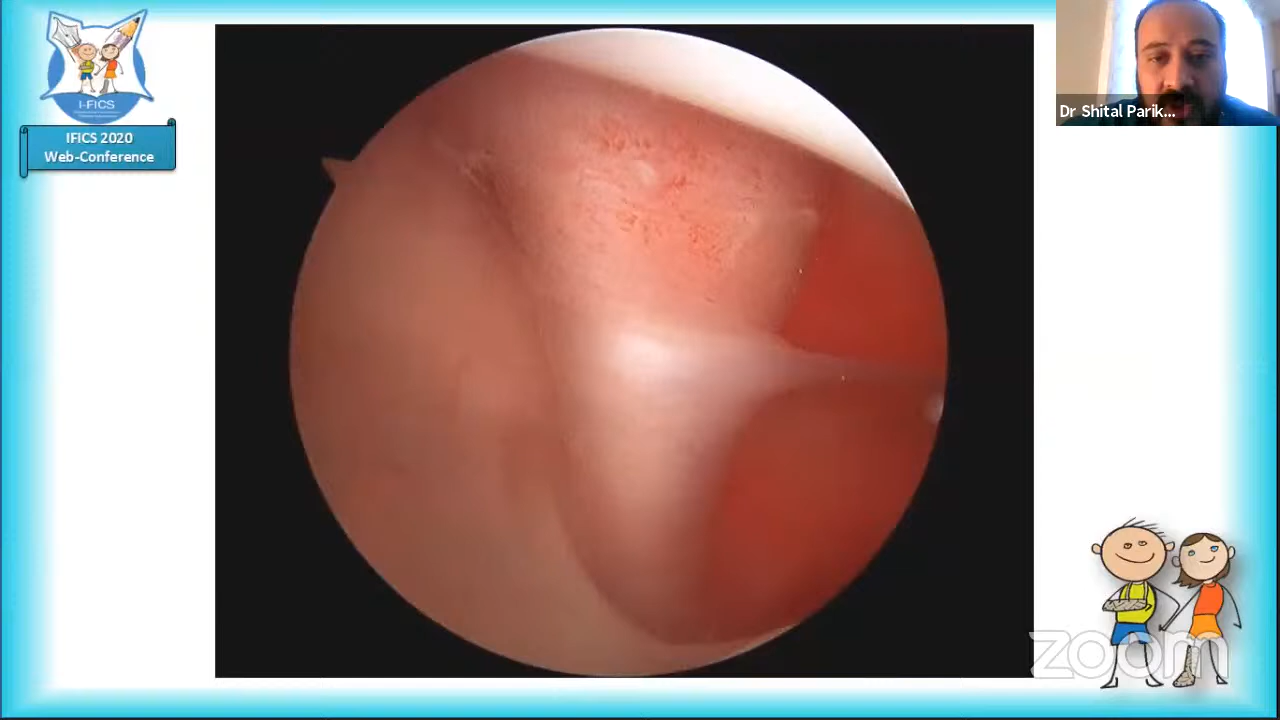 I-FICS
IFICS 2020
Web-Conference
Dr Shital Parik...
zoom